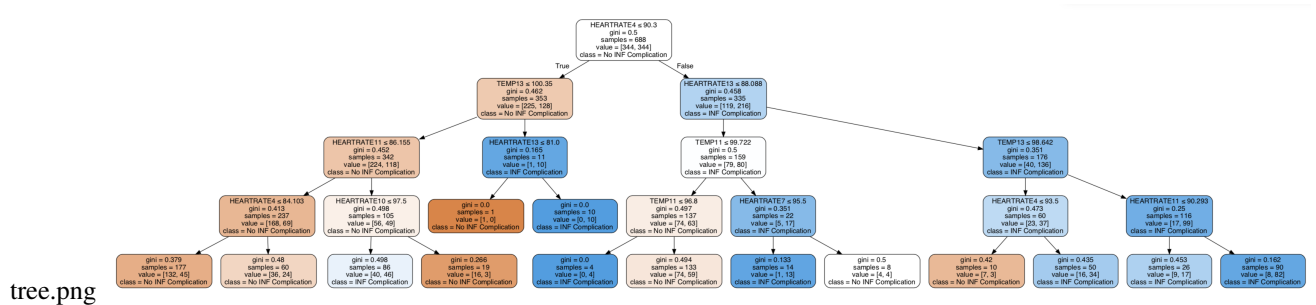 HEARTRATE4 ≤ 90.3
gini = 0.5
samples = 688
value = [344, 344]
class = No INF Complication
True
False
TEMP13 ≤ 100.35
gini = 0.462
samples = 353
value = [225, 128]
class = No INF Complication
HEARTRATE13 ≤ 88.088
gini = 0.458
samples = 335
value = [119, 216]
class = INF Complication
HEARTRATE11 ≤ 86.155
gini = 0.452
samples = 342
value = [224, 118]
class = No INF Complication
HEARTRATE13 ≤ 81.0
gini = 0.165
samples = 11
value = [1, 10]
class = INF Complication
TEMP11 ≤ 99.722
gini = 0.5
samples = 159
value = [79, 80]
class = INF Complication
TEMP13 ≤ 98.642
gini = 0.351
samples = 176
value = [40, 136]
class = INF Complication
HEARTRATE4 ≤ 84.103
gini = 0.413
samples = 237
value = [168, 69]
class = No INF Complication
HEARTRATE10 ≤ 97.5
gini = 0.498
samples = 105
value = [56, 49]
class = No INF Complication
gini = 0.0
samples = 1
value = [1, 0]
class = No INF Complication
gini = 0.0
samples = 10
value = [0, 10]
class = INF Complication
TEMP11 ≤ 96.8
gini = 0.497
samples = 137
value = [74, 63]
class = No INF Complication
HEARTRATE7 ≤ 95.5
gini = 0.351
samples = 22
value = [5, 17]
class = INF Complication
HEARTRATE4 ≤ 93.5
gini = 0.473
samples = 60
value = [23, 37]
class = INF Complication
HEARTRATE11 ≤ 90.293
gini = 0.25
samples = 116
value = [17, 99]
class = INF Complication
gini = 0.379
samples = 177
value = [132, 45]
class = No INF Complication
gini = 0.48
samples = 60
value = [36, 24]
class = No INF Complication
gini = 0.498
samples = 86
value = [40, 46]
class = INF Complication
gini = 0.266
samples = 19
value = [16, 3]
class = No INF Complication
gini = 0.0
samples = 4
value = [0, 4]
class = INF Complication
gini = 0.494
samples = 133
value = [74, 59]
class = No INF Complication
gini = 0.133
samples = 14
value = [1, 13]
class = INF Complication
gini = 0.5
samples = 8
value = [4, 4]
class = No INF Complication
gini = 0.42
samples = 10
value = [7, 3]
class = No INF Complication
gini = 0.435
samples = 50
value = [16, 34]
class = INF Complication
gini = 0.453
samples = 26
value = [9, 17]
class = INF Complication
gini = 0.162
samples = 90
value = [8, 82]
class = INF Complication
tree.png